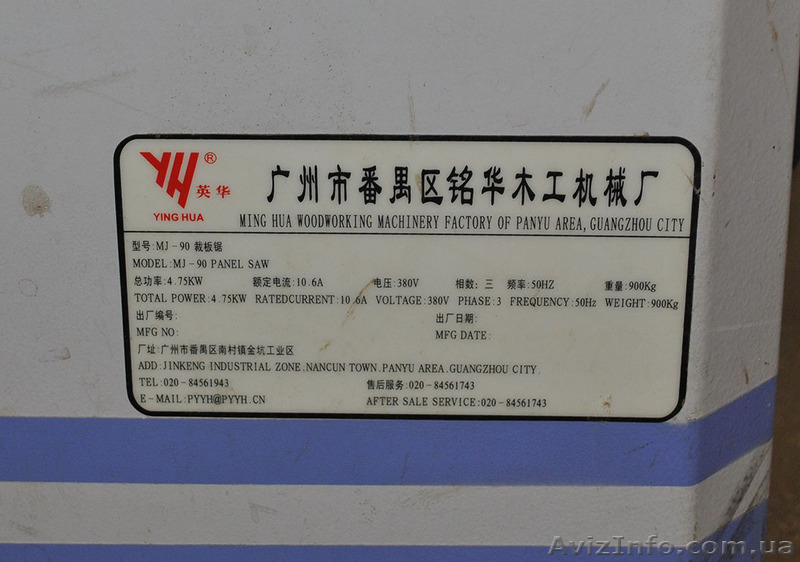 YH® 英华
YING HUA
广州市番禺区铭华木工机械厂
MING HUA WOODWORKING MACHINERY FACTORY OF PANYU AREA, GUANGZHOU CITY
型号:MJ-90 裁板锯
MODEL:MJ-90 PANEL SAW
总功率:4.75KW 额定电流:10.6A 电压:380V 相数: 三 频率:50HZ 重量:900Kg
TOTAL POWER:4.75KW RATEDCURRENT:10.6A VOLTAGE:380V PHASE:3 FREQUENCY:50Hz WEIGHT:900Kg
出厂编号: 出厂日期:
MFG NO: MFG DATE:
厂址:广州市番禺区南村镇金坑工业区
ADD:JINKENG INDUSTRIAL ZONE.NANCUN TOWN.PANYU AREA.GUANGZHOU CITY.
TEL:020-84561943 售后服务:020-84561743
E-MAIL:PYYH@PYYH.CN AFTER SALE SERVICE:020-84561743
AvizInfo.com.ua